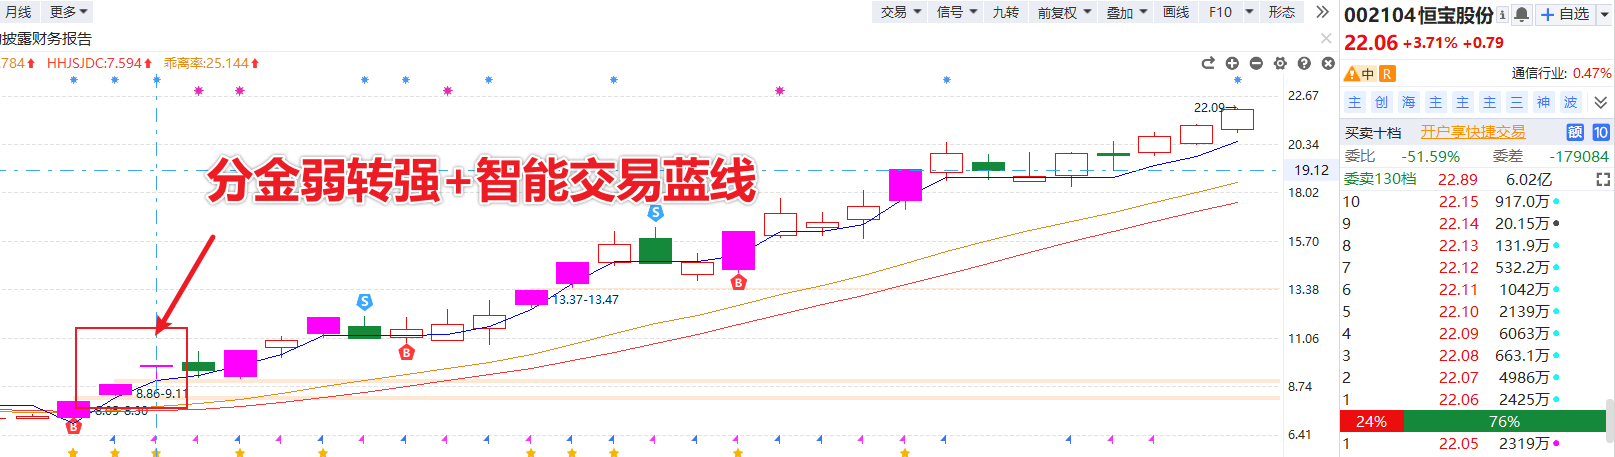 月线 更多 交易 信号 九转 前复权 叠加 画线 F10 形态
披露财务报告
.784 HHJSJDC:7.594 乖离率:25.144
分金弱转强+智能交易蓝线
22.09
22.67
20.34
19.12
18.02
15.70
13.38
11.06
8.74
6.41
S
S
B
B
B
13.37-13.47
8.86-9.11
8.05-8.30
002104恒宝股份 自选
22.06 +3.71% +0.79
中 R 通信行业: 0.47%
主 创 海 主 主 主 三 神 波
买卖十档 开户享快捷交易 额 10
委比 -51.59% 委差 -179084
委卖130档 22.89 6.02亿
10 22.15 917.0万
9 22.14 20.15万
8 22.13 131.9万
7 22.12 532.2万
6 22.11 1042万
5 22.10 2139万
4 22.09 6063万
3 22.08 663.1万
2 22.07 4986万
1 22.06 2425万
24% 76%
1 22.05 2319万